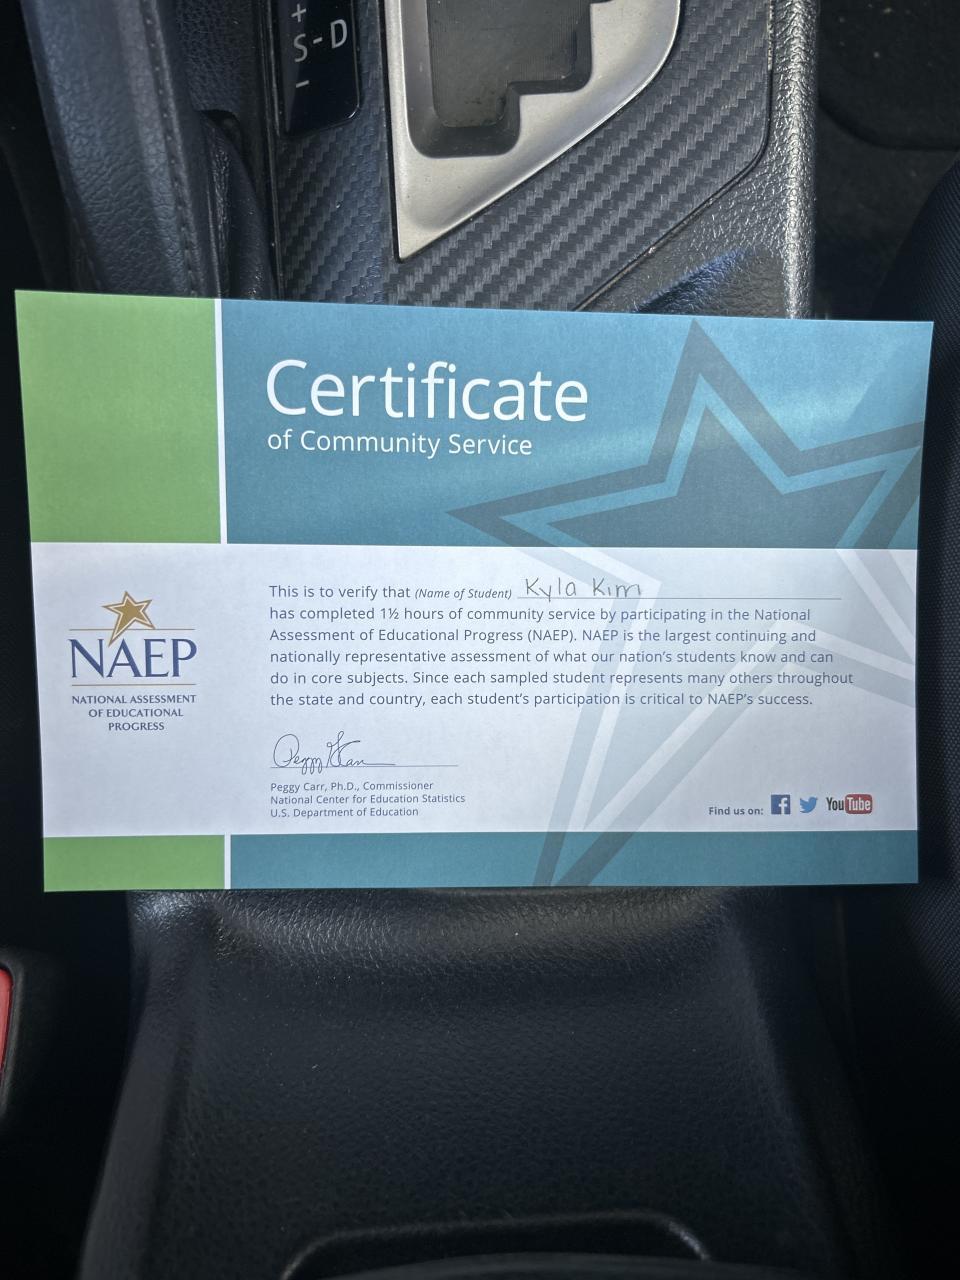 +
S - D
–
Certificate
of Community Service
This is to verify that (Name of Student) Kyla Kim
has completed 1½ hours of community service by participating in the National
Assessment of Educational Progress (NAEP). NAEP is the largest continuing and
nationally representative assessment of what our nation's students know and can
do in core subjects. Since each sampled student represents many others throughout
the state and country, each student's participation is critical to NAEP's success.
NAEP
NATIONAL ASSESSMENT
OF EDUCATIONAL
PROGRESS
Peggy G Carr
Peggy Carr, Ph.D., Commissioner
National Center for Education Statistics
U.S. Department of Education
Find us on: f YouTube